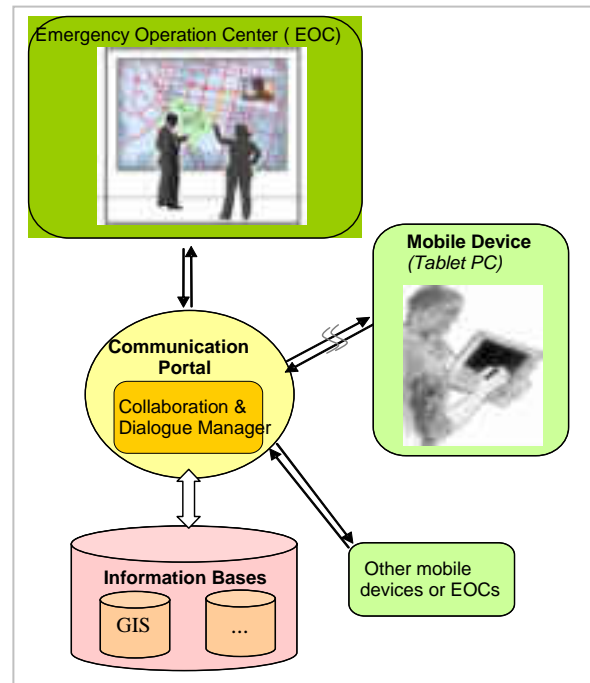 Emergency Operation Center ( EOC)
Mobile Device
(Tablet PC)
Communication
Portal
Collaboration &
Dialogue Manager
Information Bases
GIS
...
Other mobile
devices or EOCs